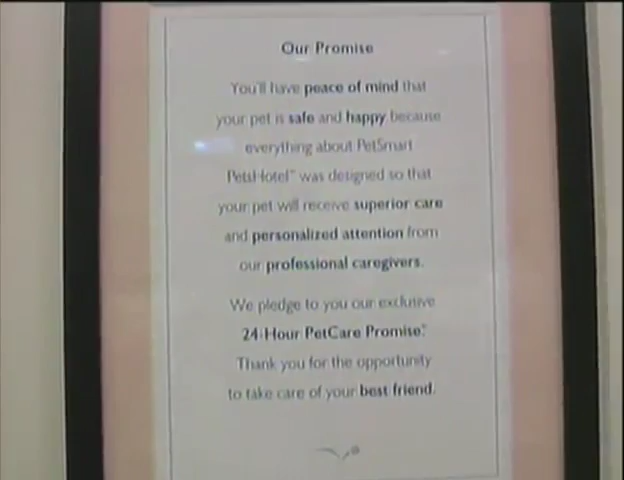 Our Promise
You'll have peace of mind that
your pet is safe and happy because
everything about PetSmart
PetsHotel™ was designed so that
your pet will receive superior care
and personalized attention from
our professional caregivers.
We pledge to you our exclusive
24-Hour PetCare Promise.™
Thank you for the opportunity
to take care of your best friend.